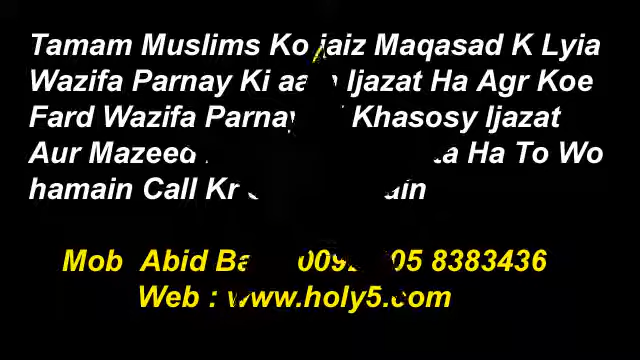 Tamam Muslims Ko jaiz Maqasad K Lyia
Wazifa Parnay Ki Ijazat Ha Agr Koe
Fard Wazifa Khasosy Ijazat
Aur Mazeed Ha To Wo
hamain Call Kr
Mob Abid 8383436
Web : www.holy5.com